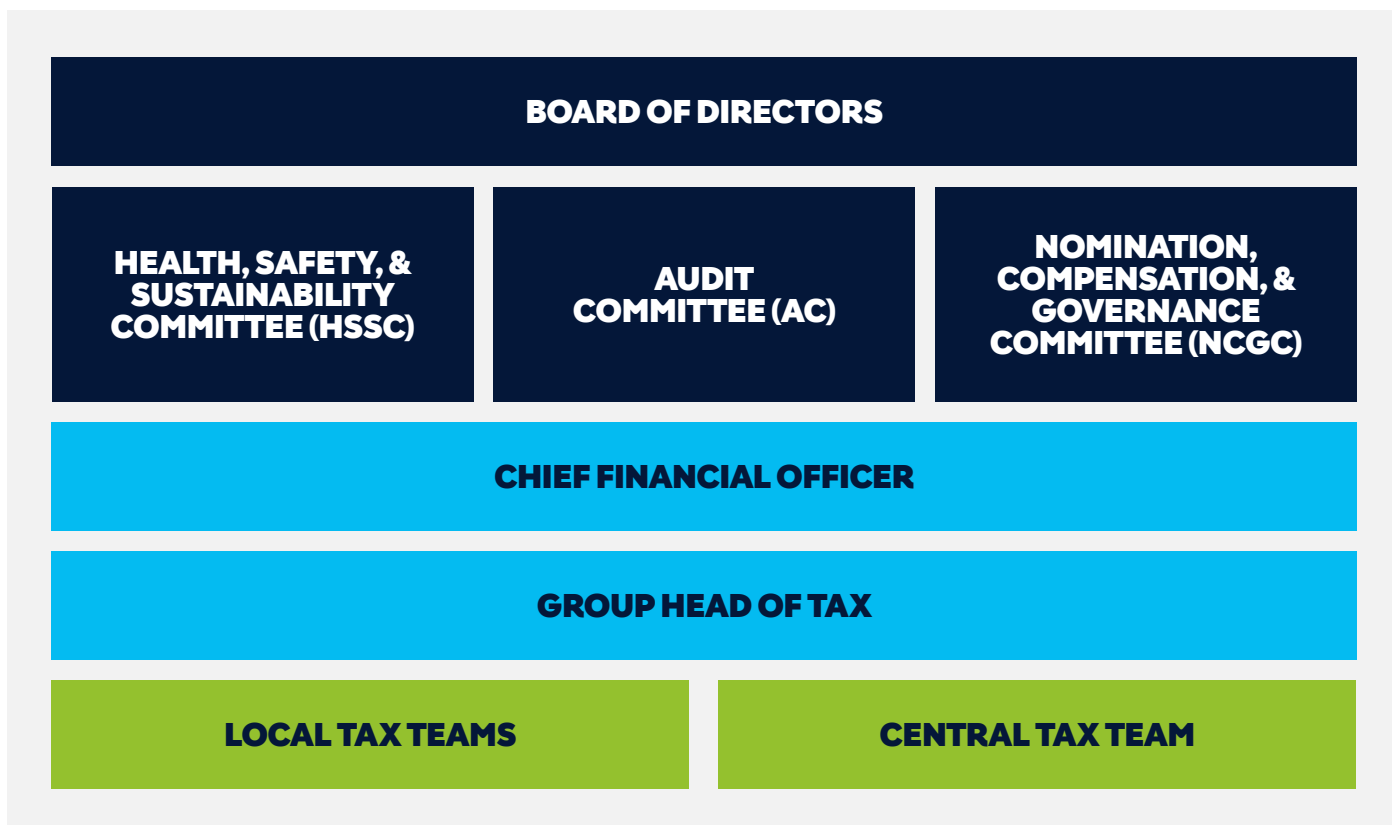 BOARD OF DIRECTORS
HEALTH, SAFETY, &
SUSTAINABILITY
COMMITTEE (HSSC)
AUDIT
COMMITTEE (AC)
NOMINATION,
COMPENSATION, &
GOVERNANCE
COMMITTEE (NCGC)
CHIEF FINANCIAL OFFICER
GROUP HEAD OF TAX
LOCAL TAX TEAMS
CENTRAL TAX TEAM